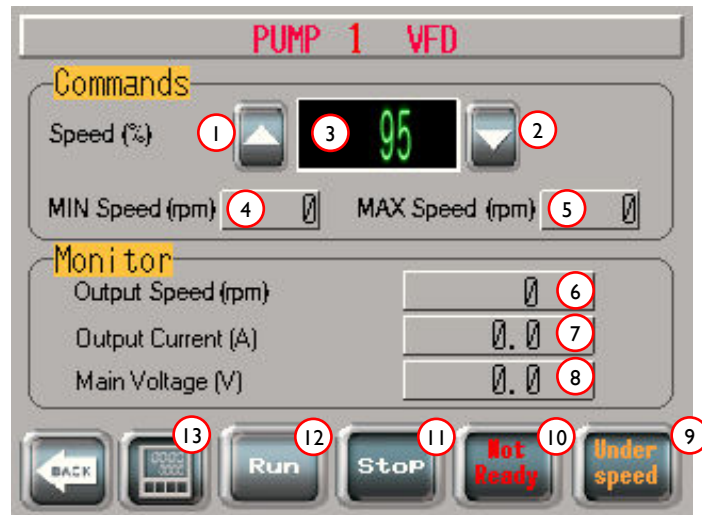 PUMP 1 VFD
Commands
Speed (%) 1 3 95 2
MIN Speed (rpm) 4 0 MAX Speed (rpm) 5 0
Monitor
Output Speed (rpm) 0 6
Output Current (A) 0.0 7
Main Voltage (V) 0.0 8
13 12 11 10 9
BACK 0000 0000 Run Stop Not Ready Under speed